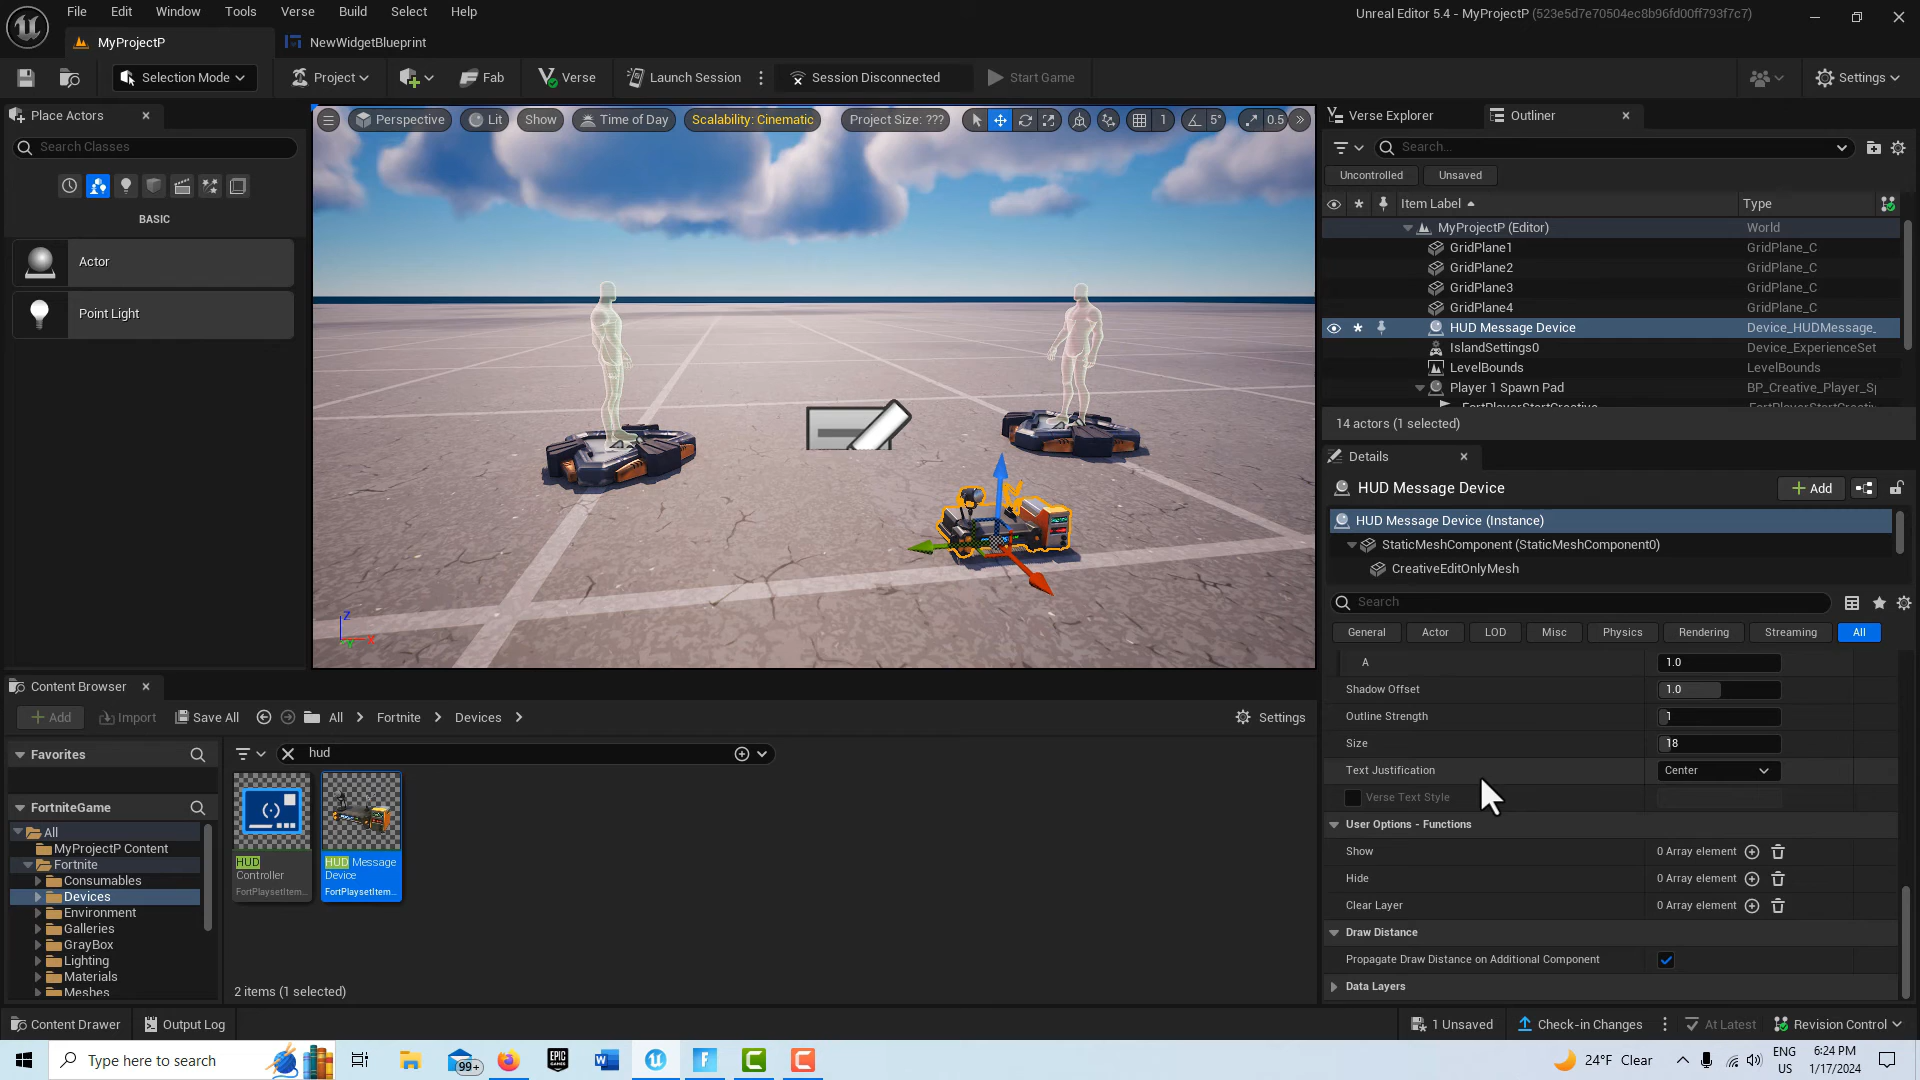 File Edit Window Tools Verse Build Select Help
Unreal Editor 5.4 - MyProjectP (523e5d7e70504ec8b96fd00ff793f7c7)
MyProjectP
NewWidgetBlueprint
Selection Mode
Project
Fab
Verse
Launch Session
Session Disconnected
Start Game
Settings
Place Actors
Search Classes
BASIC
Actor
Point Light
Perspective
Lit
Show
Time of Day
Scalability: Cinematic
Project Size: ???
1
5°
0.5
Z
X
Verse Explorer
Outliner
Search...
Uncontrolled
Unsaved
Item Label Type
MyProjectP (Editor) World
GridPlane1 GridPlane_C
GridPlane2 GridPlane_C
GridPlane3 GridPlane_C
GridPlane4 GridPlane_C
HUD Message Device Device_HUDMessage_
IslandSettings0 Device_ExperienceSet
LevelBounds LevelBounds
Player 1 Spawn Pad BP_Creative_Player_Sp
FortPlayerStartCreative
14 actors (1 selected)
Details
HUD Message Device
Add
HUD Message Device (Instance)
StaticMeshComponent (StaticMeshComponent0)
CreativeEditOnlyMesh
Search
General Actor LOD Misc Physics Rendering Streaming All
A 1.0
Shadow Offset 1.0
Outline Strength 1
Size 18
Text Justification Center
Verse Text Style
User Options - Functions
Show 0 Array element
Hide 0 Array element
Clear Layer 0 Array element
Draw Distance
Propagate Draw Distance on Additional Component
Data Layers
Content Browser
Add
Import
Save All
All
Fortnite
Devices
Settings
Favorites
hud
FortniteGame
All
MyProjectP Content
Fortnite
Consumables
Devices
Environment
Galleries
GrayBox
Lighting
Materials
Meshes
HUD
Controller
FortPlaysetItem...
HUD Message
Device
FortPlaysetItem...
2 items (1 selected)
Content Drawer
Output Log
1 Unsaved
Check-in Changes
At Latest
Revision Control
Type here to search
99+
EPIC
GAMES
24°F Clear
ENG
US
6:24 PM
1/17/2024